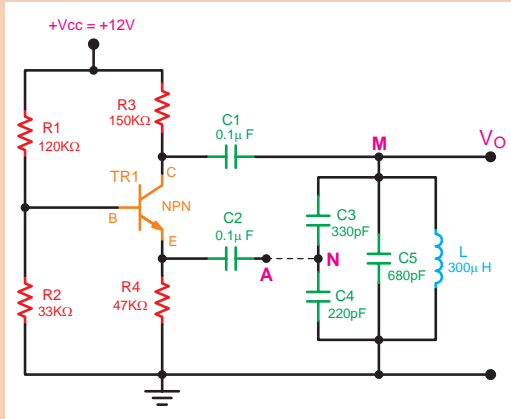 +Vcc = +12V
R1
120KΩ
R3
150KΩ
C1
0.1μ F
M
VO
TR1
C
NPN
B
E
C2
0.1μ F
A
N
C3
330pF
C5
680pF
L
300μ H
R2
33KΩ
R4
47KΩ
C4
220pF